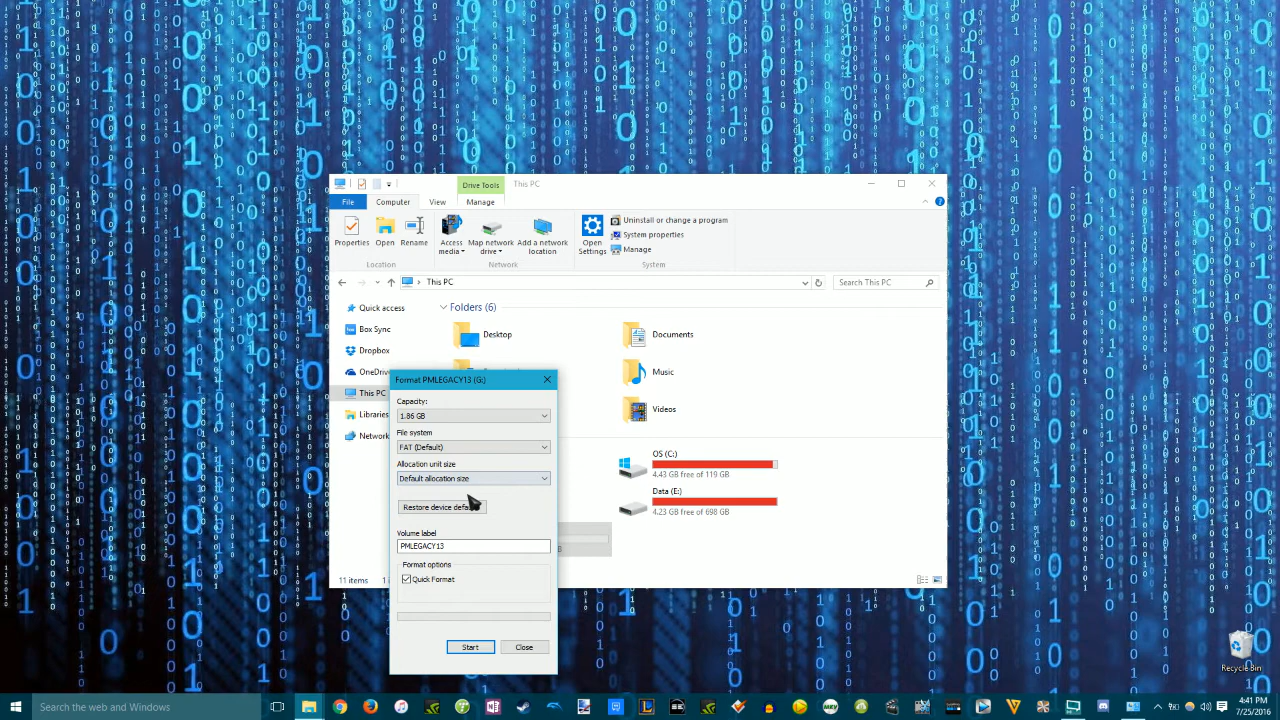 Drive Tools
This PC
File
Computer
View
Manage
Properties
Open
Rename
Access media
Map network drive
Add a network location
Open Settings
Uninstall or change a program
System properties
Manage
Location
Network
System
This PC
Search This PC
Quick access
Box Sync
Dropbox
OneDrive
This PC
Libraries
Network
Folders (6)
Desktop
Documents
Music
Videos
OS (C:)
4.43 GB free of 119 GB
Data (E:)
4.23 GB free of 698 GB
11 items
Format PMLEGACY13 (G:)
Capacity:
1.86 GB
File system
FAT (Default)
Allocation unit size
Default allocation size
Restore device defa
Volume label
PMLEGACY13
Format options
Quick Format
Start
Close
Recycle Bin
Search the web and Windows
4:41 PM
7/25/2016